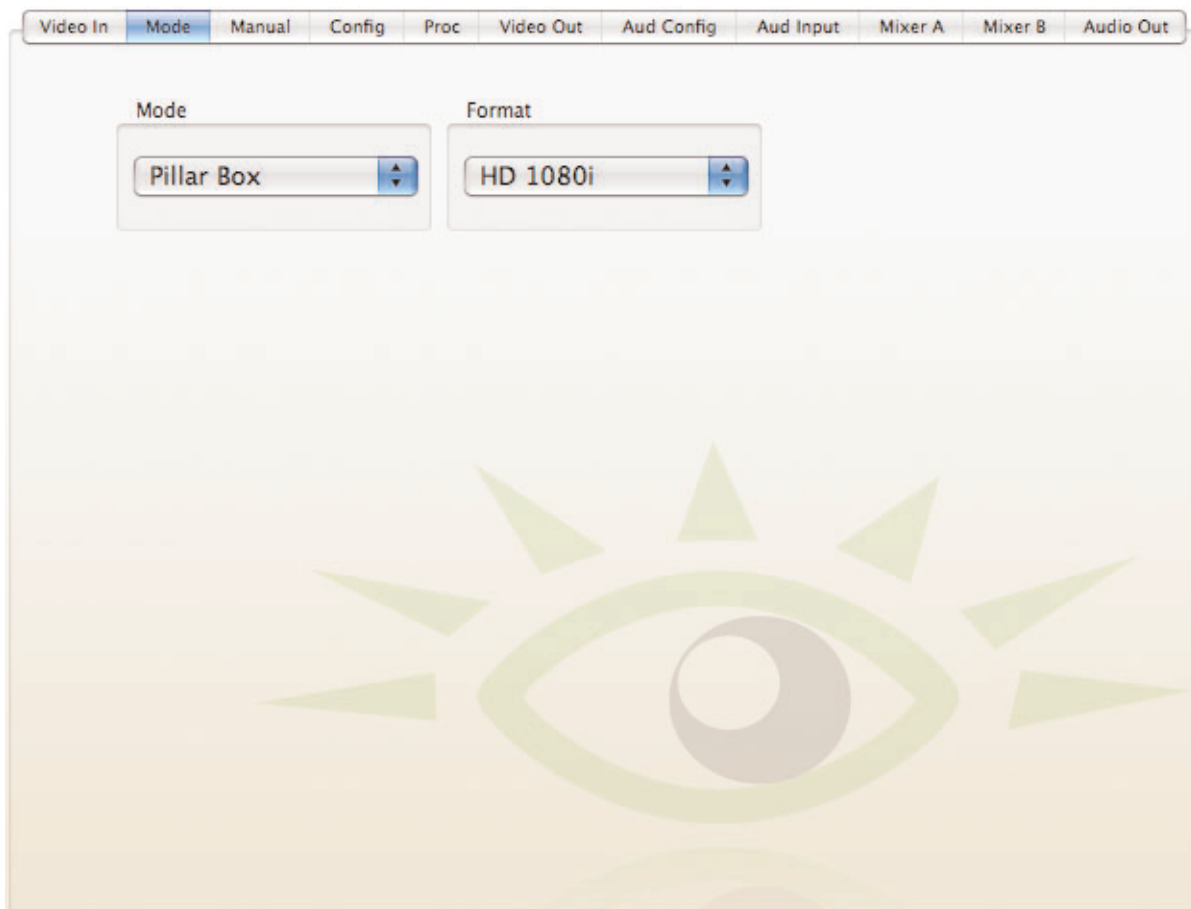 Video In Mode Manual Config Proc Video Out Aud Config Aud Input Mixer A Mixer B Audio Out
Mode Format
Pillar Box HD 1080i